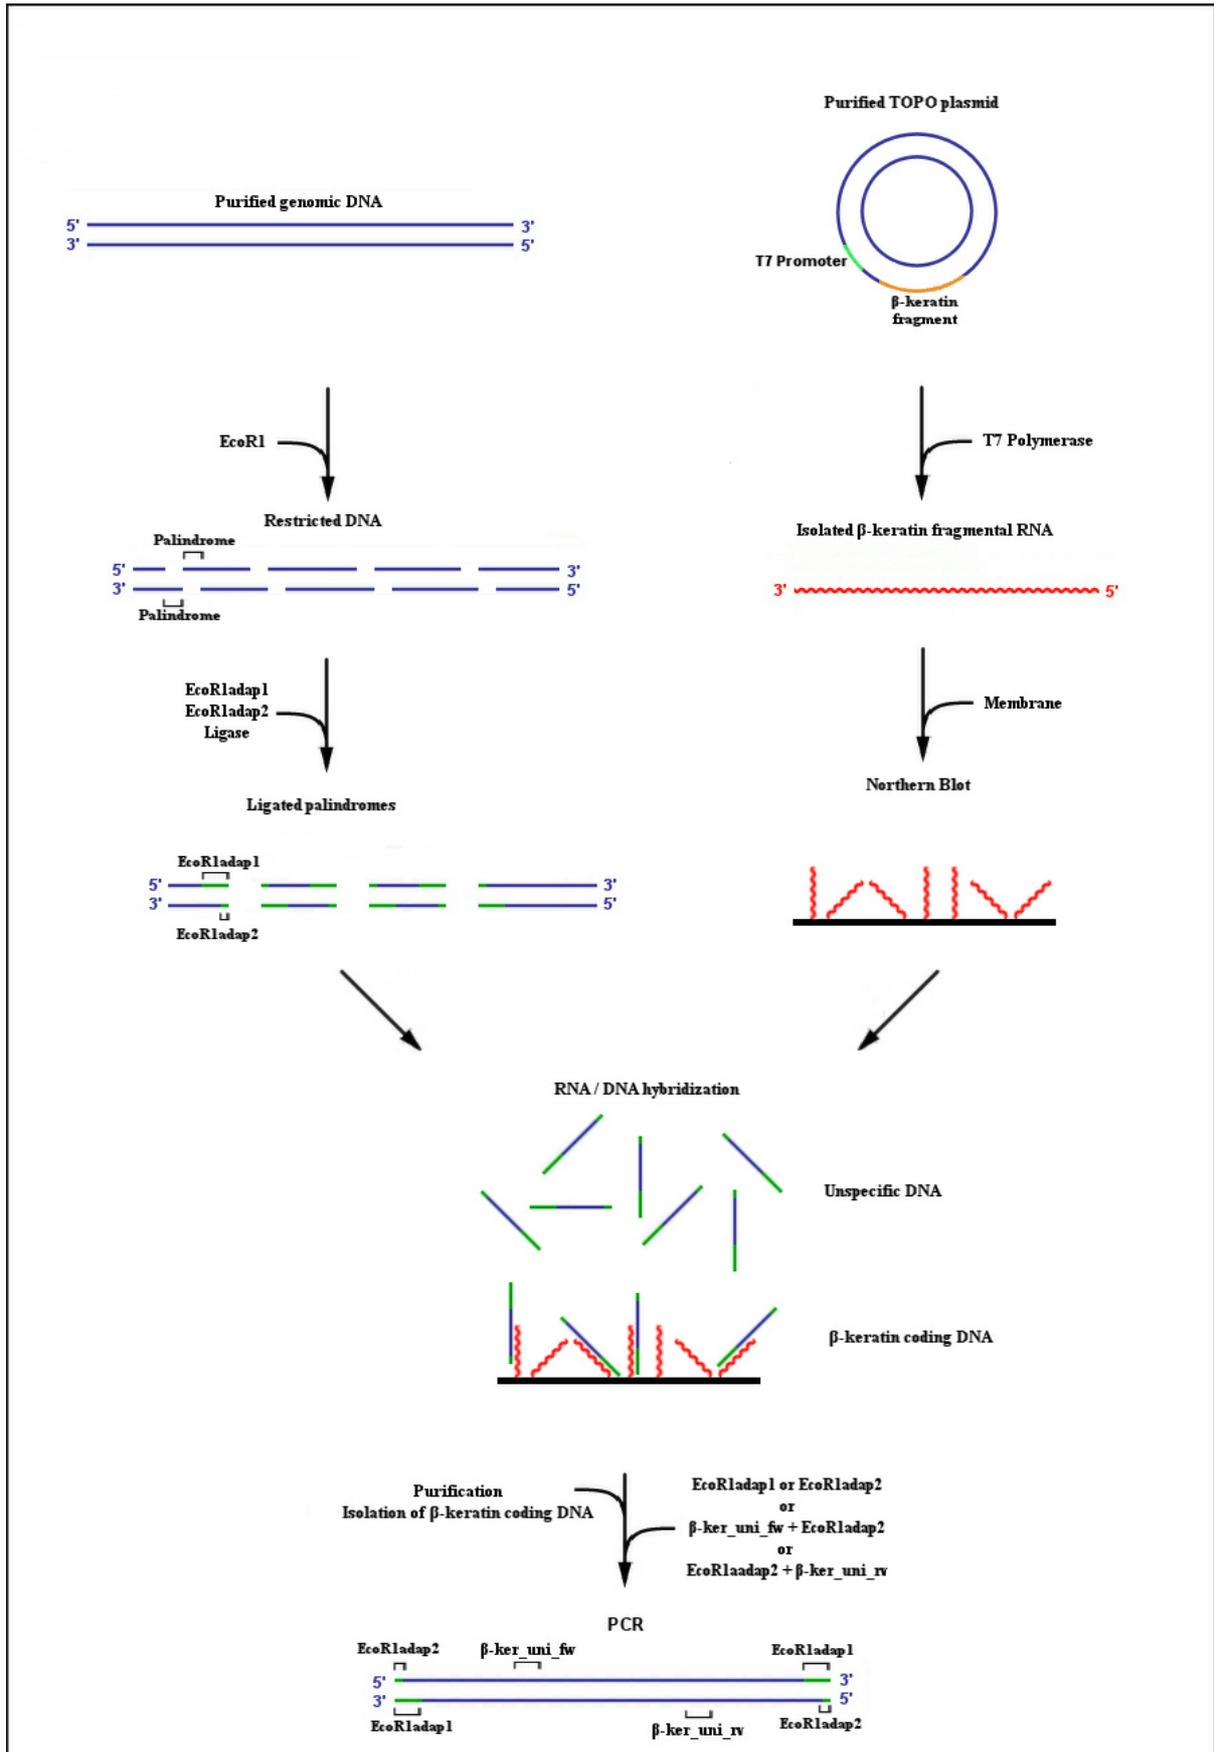 Purified TOPO plasmid
Purified genomic DNA
5' 3'
3' 5'
T7 Promoter
β-keratin
fragment
EcoR1
T7 Polymerase
Restricted DNA
Isolated β-keratin fragmental RNA
Palindrome
5' 3'
3' 5'
Palindrome
3' 5'
EcoR1adap1
EcoR1adap2
Ligase
Membrane
Northern Blot
Ligated palindromes
EcoR1adap1
5' 3'
3' 5'
EcoR1adap2
RNA / DNA hybridization
Unspecific DNA
β-keratin coding DNA
Purification
Isolation of β-keratin coding DNA
EcoR1adap1 or EcoR1adap2
or
β-ker_uni_fw + EcoR1adap2
or
EcoR1aadap2 + β-ker_uni_rv
PCR
EcoR1adap2 β-ker_uni_fw EcoR1adap1
5' 3'
3' 5'
EcoR1adap1 β-ker_uni_rv EcoR1adap2